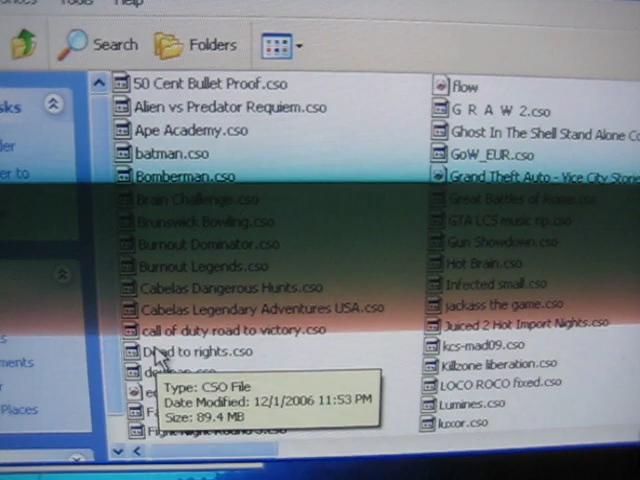 Tools Help
Search Folders
50 Cent Bullet Proof.cso
Alien vs Predator Requiem.cso
Ape Academy.cso
batman.cso
Bomberman.cso
Brain Challenge.cso
Brunswick Bowling.cso
Burnout Dominator.cso
Burnout Legends.cso
Cabelas Dangerous Hunts.cso
Cabelas Legendary Adventures USA.cso
call of duty road to victory.cso
to rights.cso
Type: CSO File
Date Modified: 12/1/2006 11:53 PM
Size: 89.4 MB
flow
G R A W 2.cso
Ghost In The Shell Stand Alone
GoW_EUR.cso
Grand Theft Auto - Vice City Stories
Great Battles of Rome.cso
GTA LCS music rip.cso
Gun Showdown.cso
Hot Brain.cso
Infected small.cso
jackass the game.cso
Juiced 2 Hot Import Nights.cso
kcs-mad09.cso
Killzone liberation.cso
LOCO ROCO fixed.cso
Lumines.cso
luxor.cso
Places